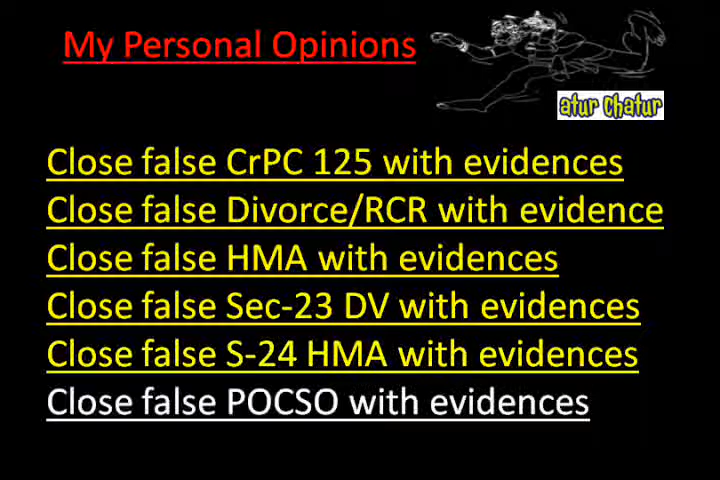 My Personal Opinions
atur Chatur
Close false CrPC 125 with evidences
Close false Divorce/RCR with evidence
Close false HMA with evidences
Close false Sec-23 DV with evidences
Close false S-24 HMA with evidences
Close false POCSO with evidences